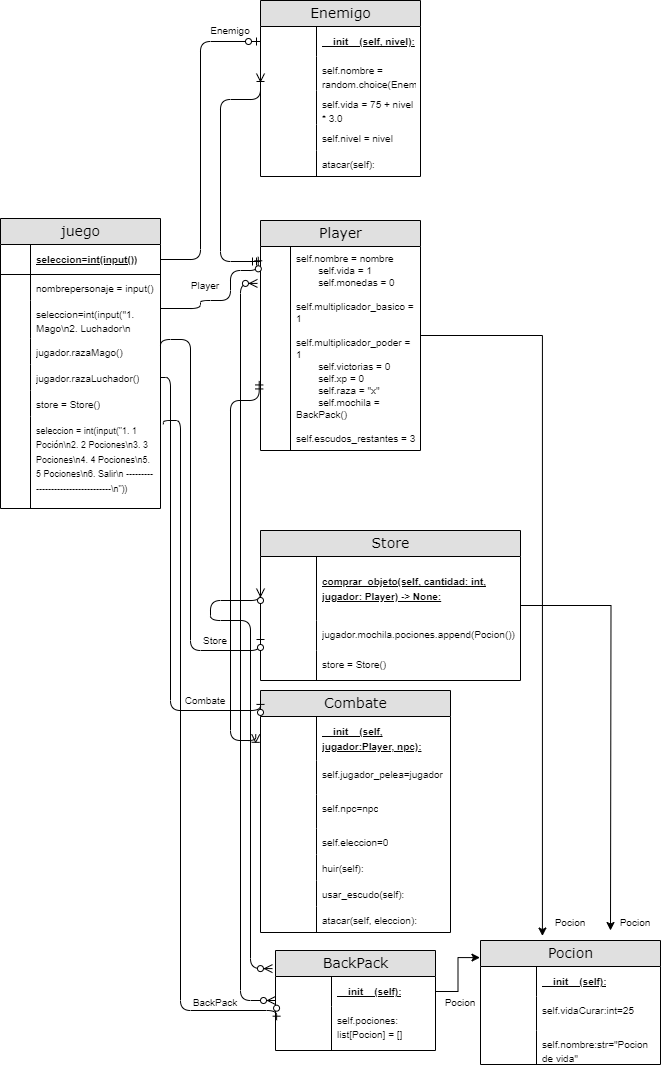 Enemigo
Enemigo
__init__(self, nivel):
self.nombre =
random.choice(Enem
self.vida = 75 + nivel
* 3.0
self.nivel = nivel
atacar(self):
juego
seleccion=int(input())
nombrepersonaje = input()
seleccion=int(input("1.
Mago\n2. Luchador\n
jugador.razaMago()
jugador.razaLuchador()
store = Store()
seleccion = int(input("1. 1
Poción\n2. 2 Pociones\n3. 3
Pociones\n4. 4 Pociones\n5.
5 Pociones\n6. Salir\n ---------
-------------------------\n"))
Player
Player
self.nombre = nombre
self.vida = 1
self.monedas = 0
self.multiplicador_basico =
1
self.multiplicador_poder =
1
self.victorias = 0
self.xp = 0
self.raza = "x"
self.mochila =
BackPack()
self.escudos_restantes = 3
Store
comprar_objeto(self, cantidad: int,
jugador: Player) -> None:
jugador.mochila.pociones.append(Pocion())
store = Store()
Store
Combate
Combate
__init__(self,
jugador:Player, npc):
self.jugador_pelea=jugador
self.npc=npc
self.eleccion=0
huir(self):
usar_escudo(self):
atacar(self, eleccion):
BackPack
BackPack
__init__(self):
self.pociones:
list[Pocion] = []
Pocion
Pocion
Pocion
Pocion
__init__(self):
self.vidaCurar:int=25
self.nombre:str="Pocion
de vida"